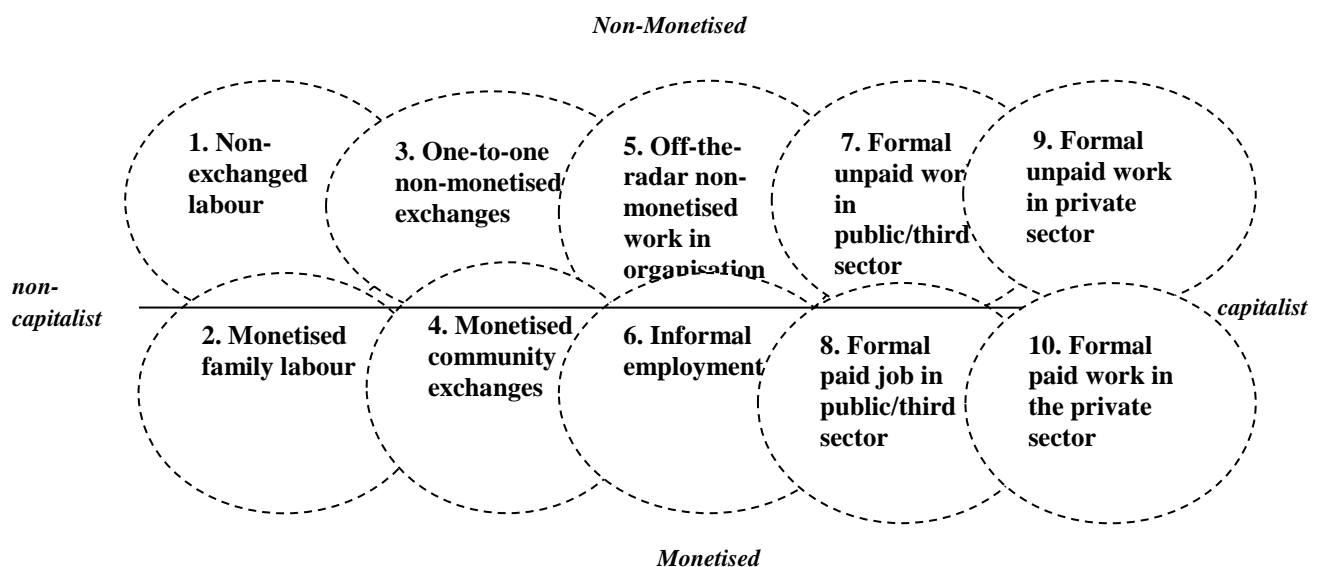 Non-Monetised
1. Non-
exchanged
labour
3. One-to-one
non-monetised
exchanges
5. Off-the-
radar non-
monetised
work in
organisation
7. Formal
unpaid wor
in
public/third
sector
9. Formal
unpaid work
in private
sector
non-
capitalist
capitalist
2. Monetised
family labour
4. Monetised
community
exchanges
6. Informal
employment
8. Formal
paid job in
public/third
sector
10. Formal
paid work in
the private
sector
Monetised